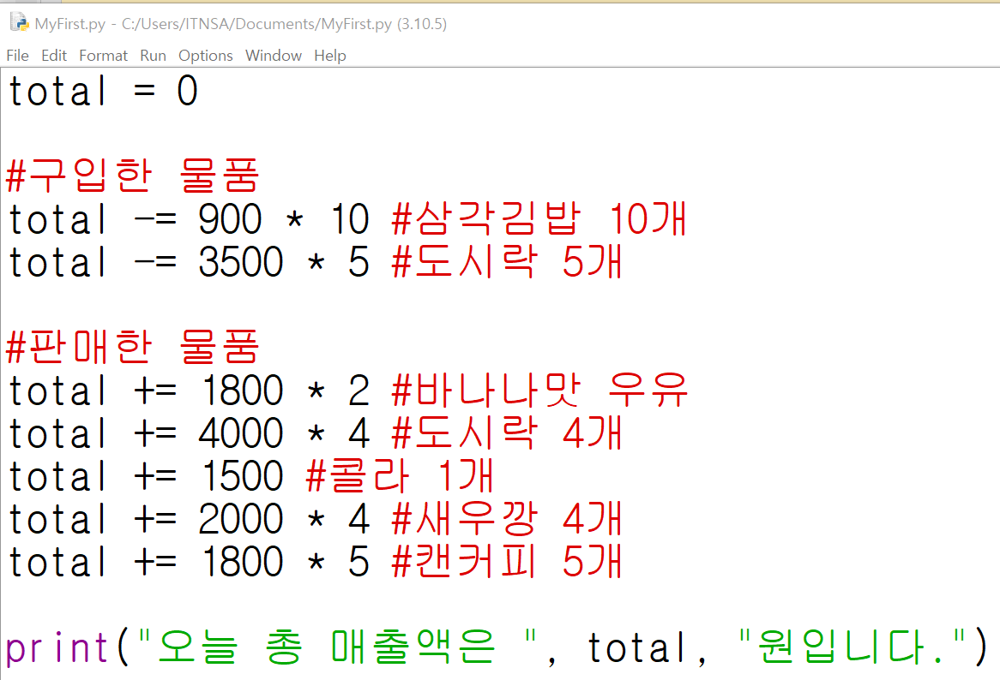 MyFirst.py - C:/Users/ITNSA/Documents/MyFirst.py (3.10.5)
File Edit Format Run Options Window Help
total = 0
#구입한 물품
total -= 900 * 10 #삼각김밥 10개
total -= 3500 * 5 #도시락 5개
#판매한 물품
total += 1800 * 2 #바나나맛 우유
total += 4000 * 4 #도시락 4개
total += 1500 #콜라 1개
total += 2000 * 4 #새우깡 4개
total += 1800 * 5 #캔커피 5개
print("오늘 총 매출액은 ", total, "원입니다.")